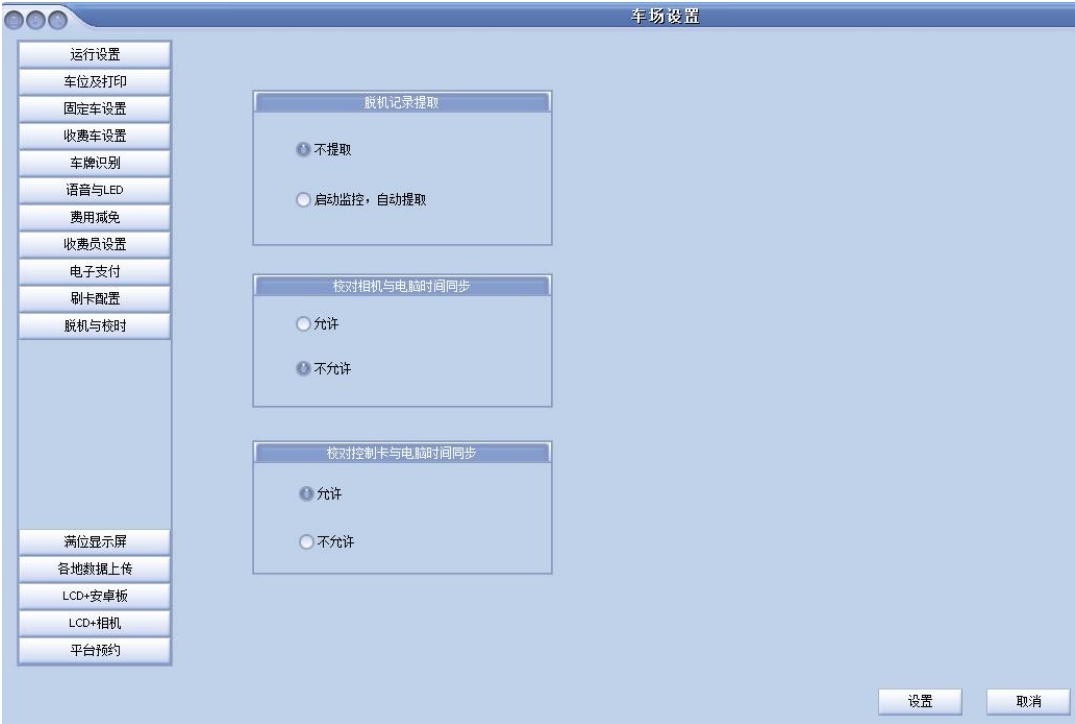 车场设置
运行设置
车位及打印
固定车设置
收费车设置
车牌识别
语音与LED
费用减免
收费员设置
电子支付
刷卡配置
脱机与校时
满位显示屏
各地数据上传
LCD+安卓板
LCD+相机
平台预约
脱机记录提取
不提取
启动监控，自动提取
校对相机与电脑时间同步
允许
不允许
校对控制卡与电脑时间同步
允许
不允许
设置
取消